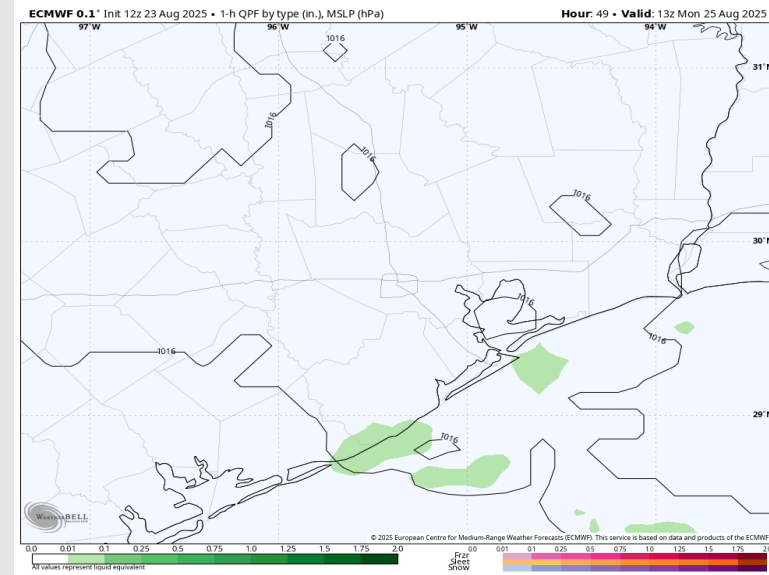 ECMWF 0.1° Init 12z 23 Aug 2025 • 1-h QPF by type (in.), MSLP (hPa)
Hour: 49 • Valid: 13z Mon 25 Aug 2025
97°W 96°W 95°W 94°W
1016
31°N
1016
1016
1016
30°N
1016
1016
1016
29°N
1016
WeatherBELL
© 2025 European Centre for Medium-Range Weather Forecasts (ECMWF). This service is based on data and products of the ECMWF
0.0 0.01 0.1 0.25 0.5 0.75 1.0 1.25 1.5 1.75 2.0
All values represent liquid equivalent
0.0 0.01 0.1 0.25 0.5 0.75 1.0 1.25 1.5 1.75 2.0
Frzr
Sleet
Snow